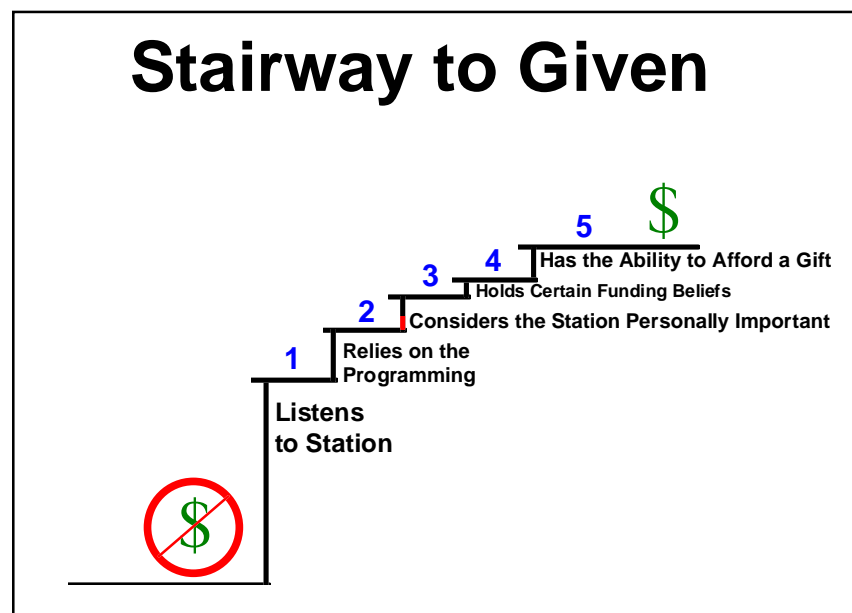 Stairway to Given
$
5
Has the Ability to Afford a Gift
4
Holds Certain Funding Beliefs
3
Considers the Station Personally Important
2
Relies on the
Programming
1
Listens
to Station
$